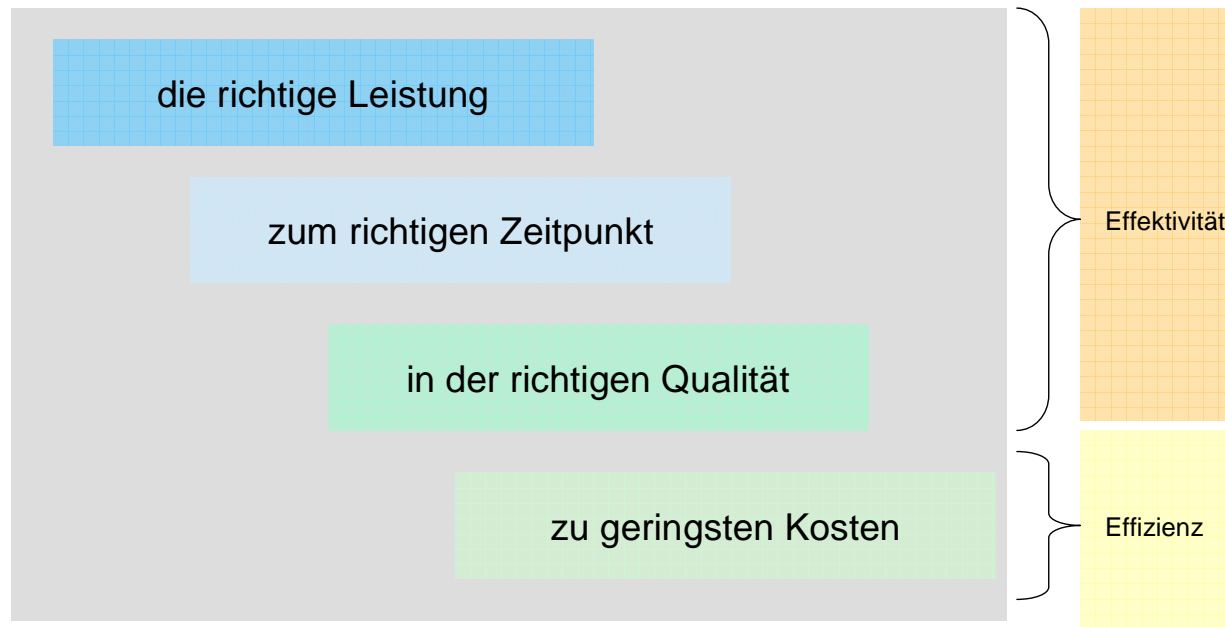 die richtige Leistung
zum richtigen Zeitpunkt
in der richtigen Qualität
zu geringsten Kosten
Effektivität
Effizienz